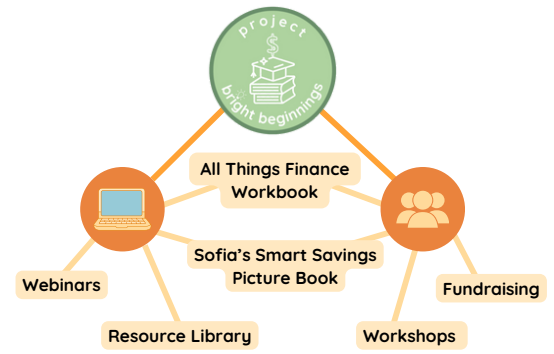 project
$
bright beginnings
All Things Finance
Workbook
Sofia's Smart Savings
Picture Book
Webinars
Fundraising
Resource Library
Workshops